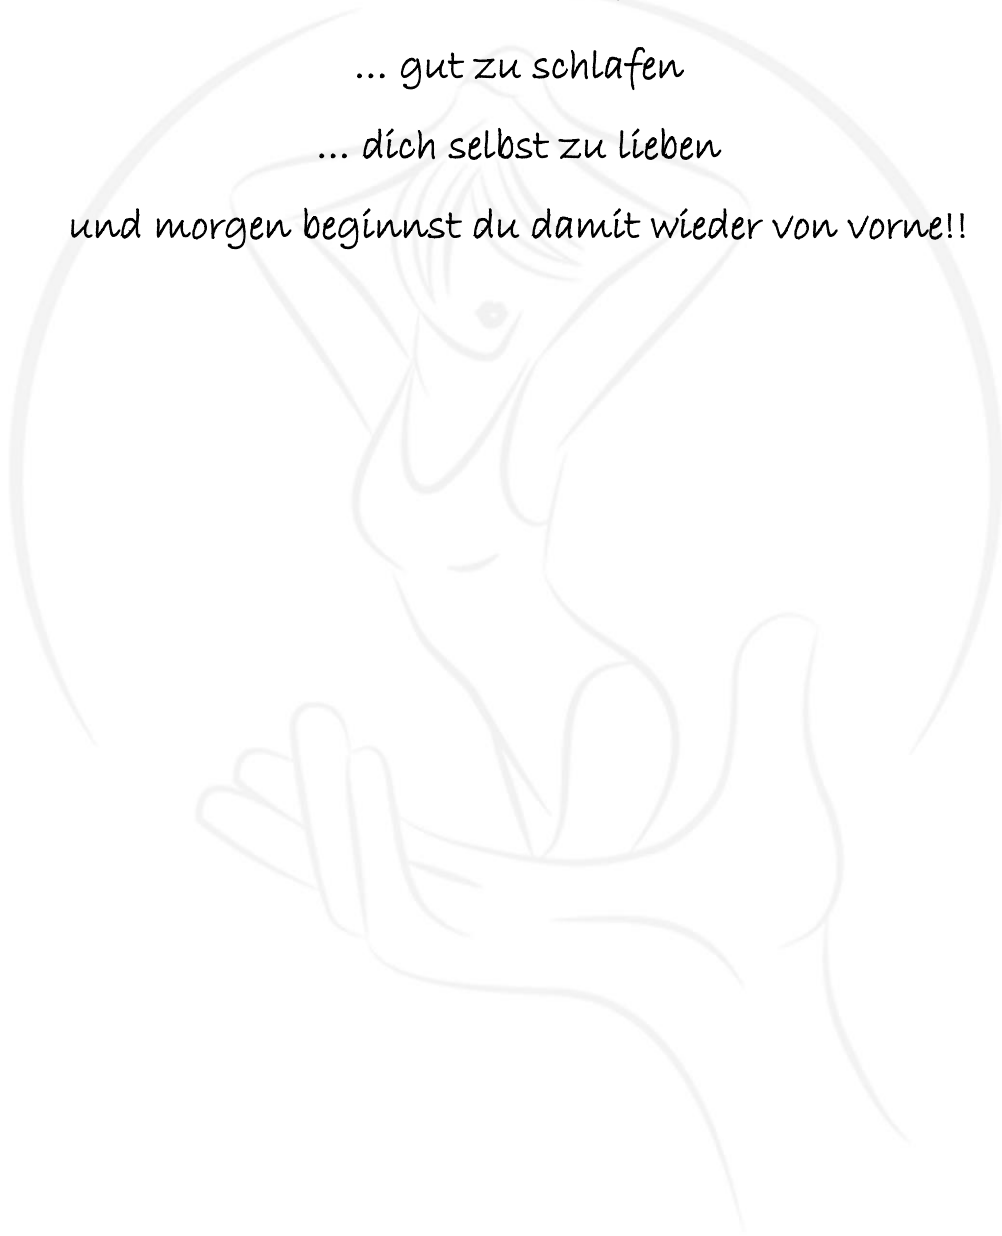 ... gut zu schlafen
... dich selbst zu lieben
und morgen beginnst du damit wieder von vorne!!